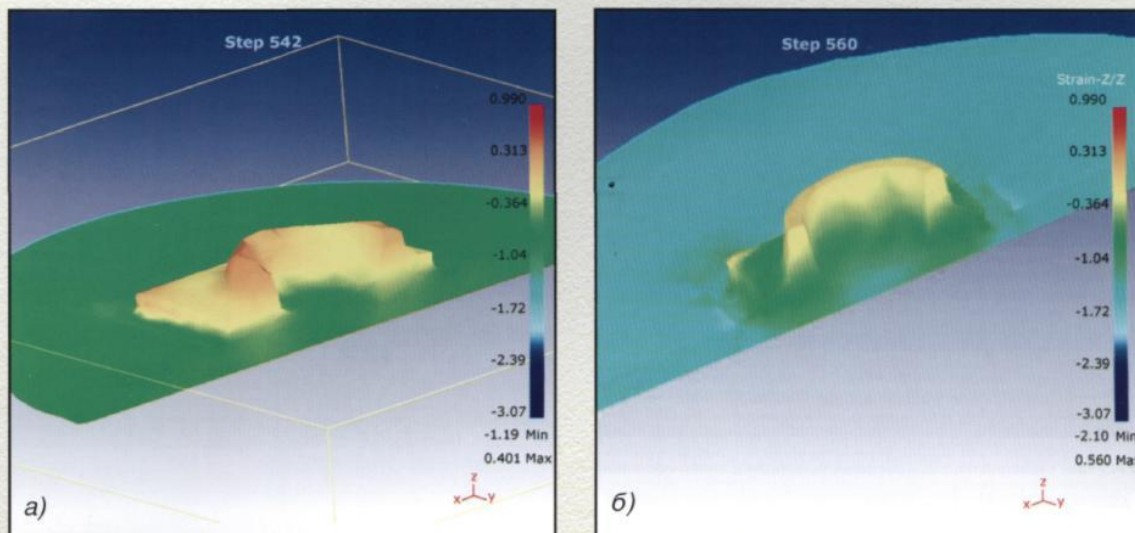 Step 542
0.990
0.313
-0.364
-1.04
-1.72
-2.39
-3.07
-1.19 Min
0.401 Max
z
x y
а)
Step 560
Strain-Z/Z
0.990
0.313
-0.364
-1.04
-1.72
-2.39
-3.07
-2.10 Min
0.560 Ma
z
x y
б)